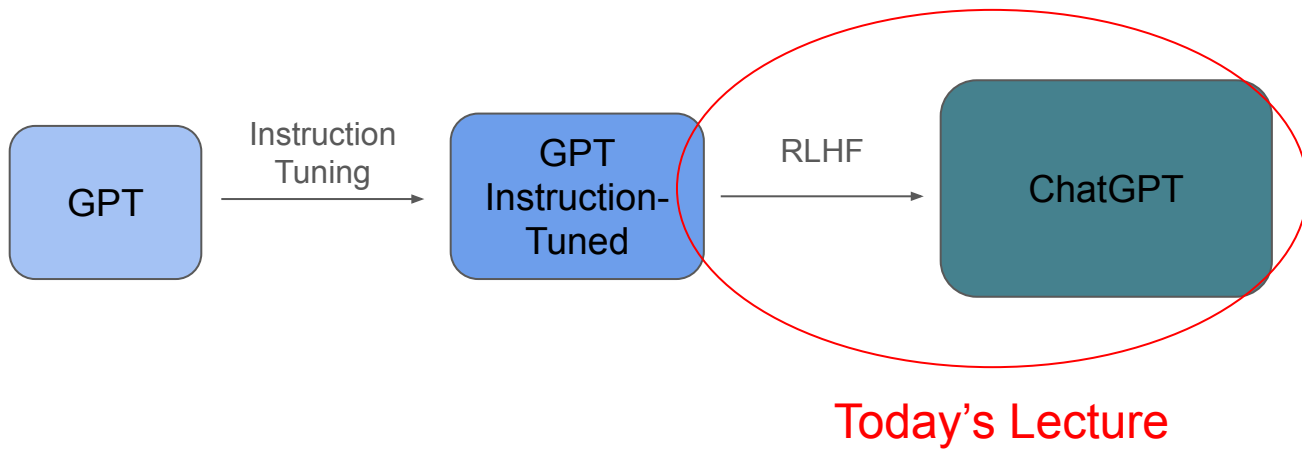 GPT
Instruction
Tuning
GPT
Instruction-
Tuned
RLHF
ChatGPT
Today’s Lecture